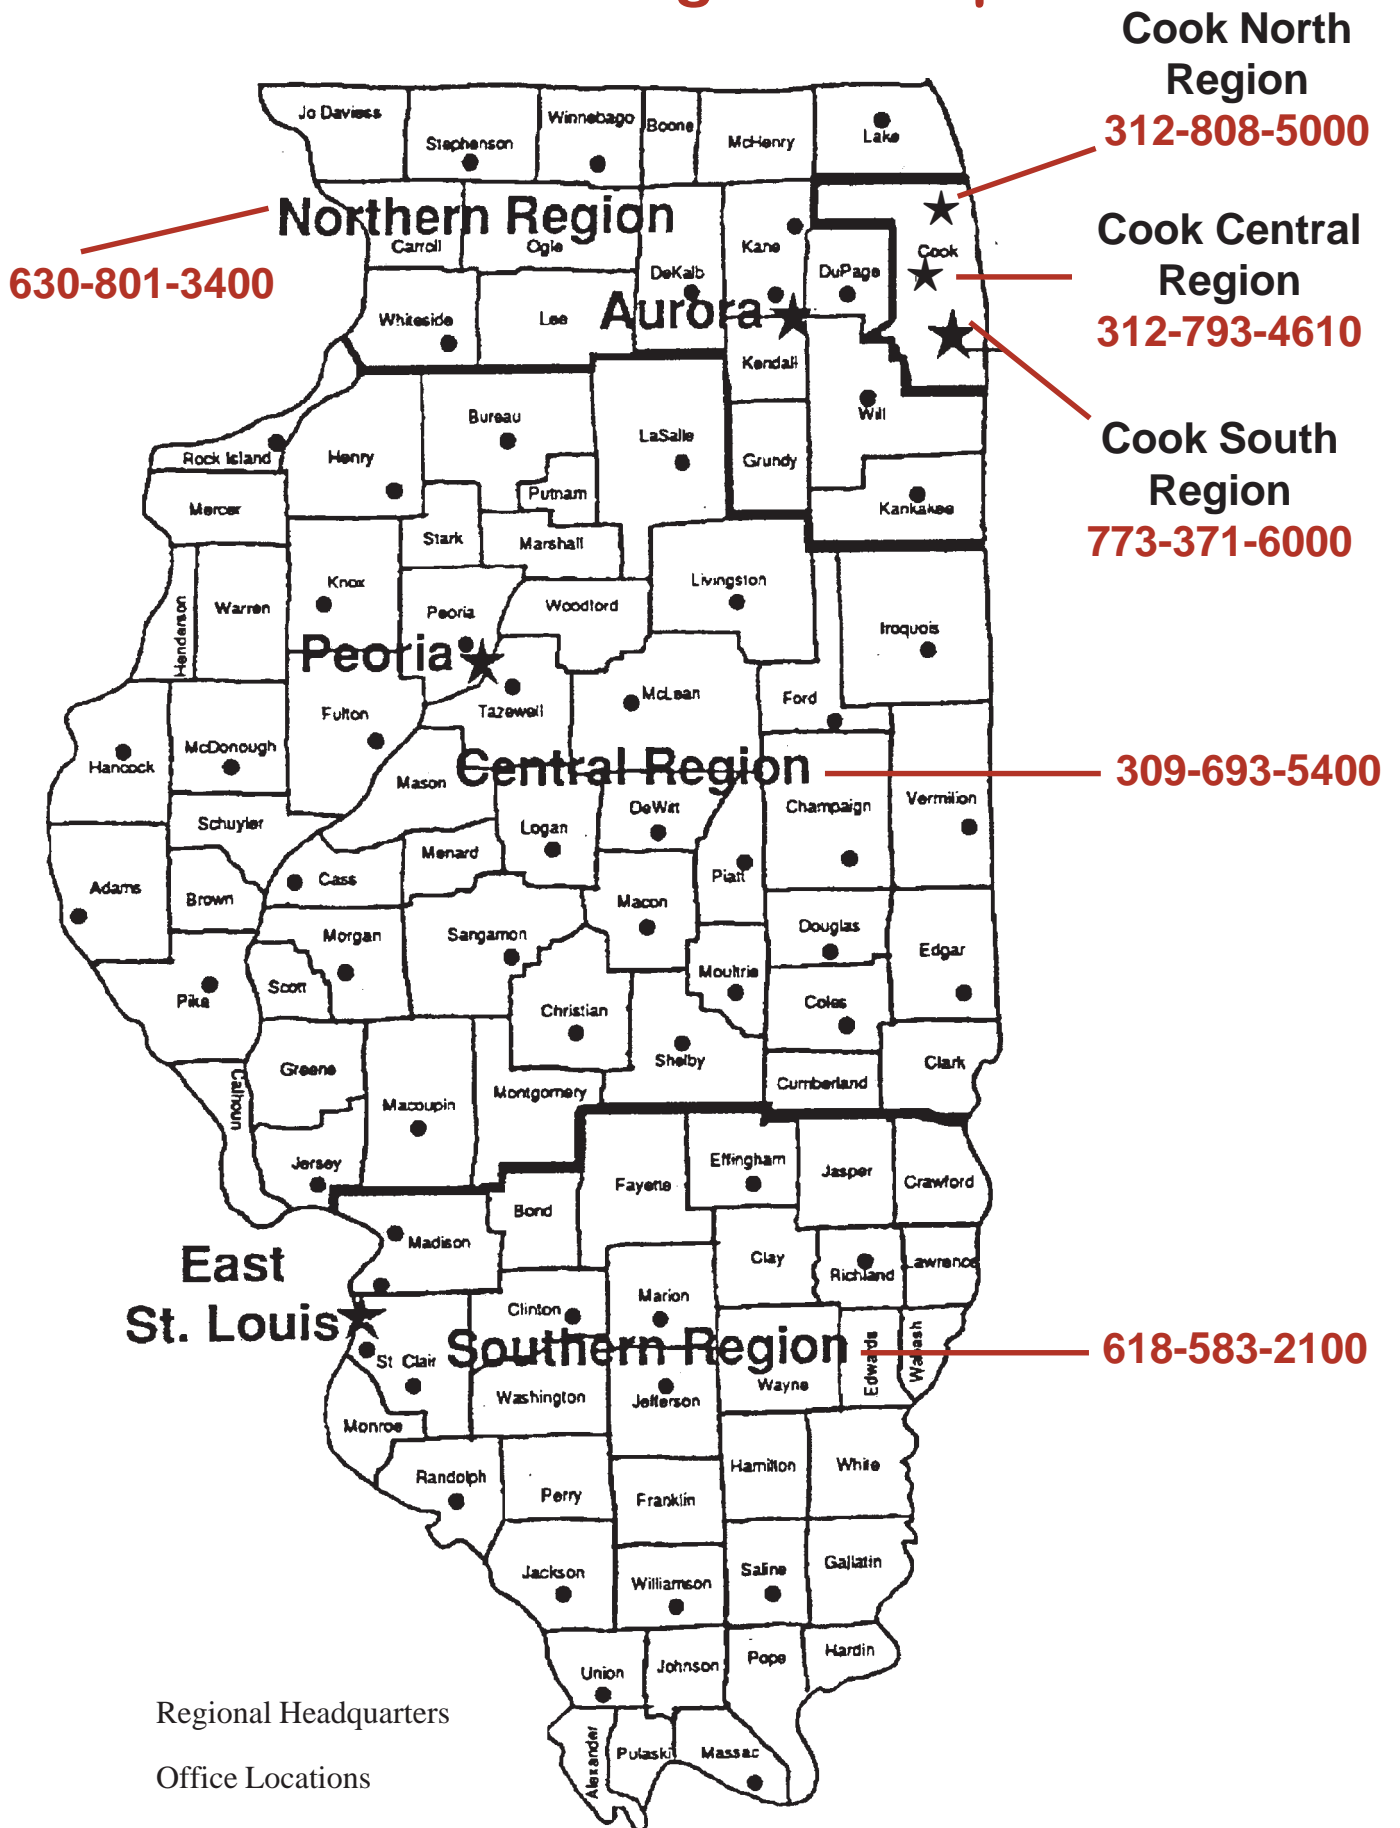 Cook North
Region
312-808-5000
Jo Daviess
Stephenson
Winnebago
Boone
McHenry
Lake
Northern Region
630-801-3400
Carroll
Ogle
DeKalb
Kane
DuPage
Cook
Cook Central
Region
312-793-4610
Whiteside
Lee
Aurora
Kendall
Will
Cook South
Region
773-371-6000
Rock Island
Henry
Bureau
LaSalle
Grundy
Putnam
Kankakee
Mercer
Stark
Marshall
Henderson
Warren
Knox
Peoria
Woodford
Livingston
Iroquois
Peoria
Fulton
Tazewell
McLean
Ford
Hancock
McDonough
Mason
Central Region
309-693-5400
Schuyler
Logan
DeWitt
Champaign
Vermilion
Menard
Adams
Brown
Cass
Piatt
Macon
Morgan
Sangamon
Douglas
Edgar
Pike
Scott
Christian
Moultrie
Coles
Shelby
Clark
Greene
Calhoun
Macoupin
Montgomery
Cumberland
Jersey
Fayette
Effingham
Jasper
Crawford
Bond
Madison
Clay
Richland
Lawrence
East
St. Louis
Clinton
Marion
St Clair
Southern Region
618-583-2100
Washington
Jefferson
Wayne
Edwards
Wabash
Monroe
Randolph
Perry
Franklin
Hamilton
White
Jackson
Williamson
Saline
Gallatin
Union
Johnson
Pope
Hardin
Regional Headquarters
Alexander
Pulaski
Massac
Office Locations